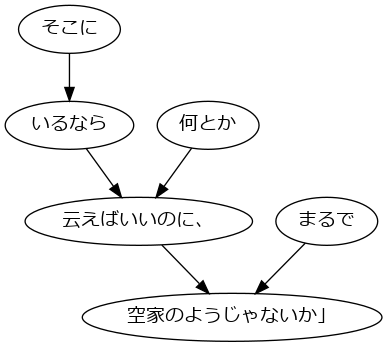 そこに
いるなら
何とか
云えばいいのに、
まるで
空家のようじゃないか」